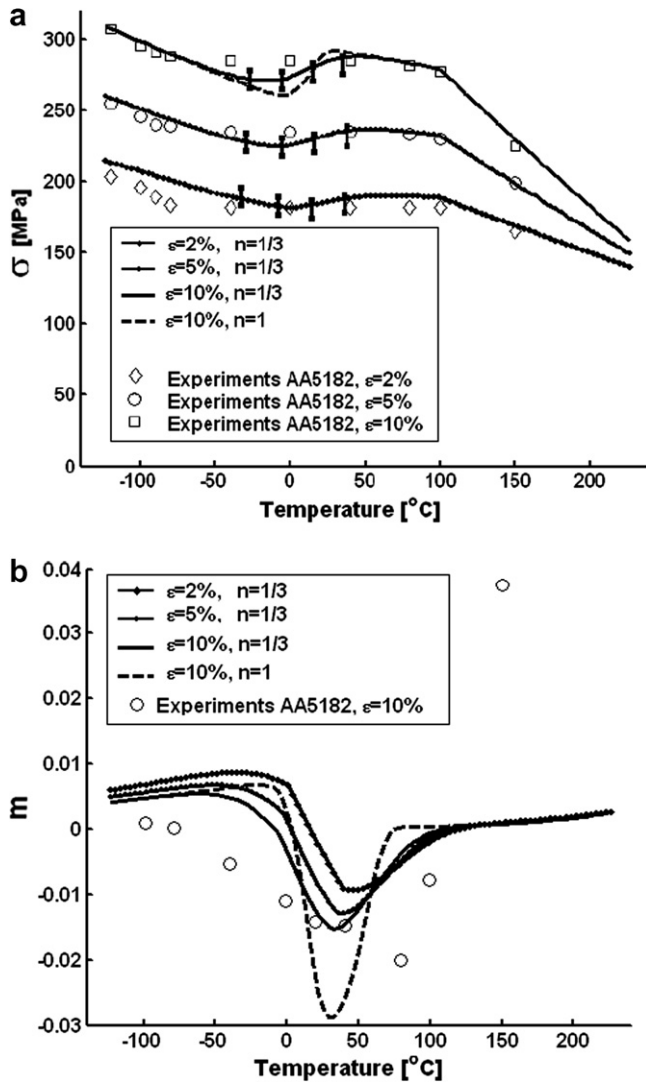 a
300
250
200
150
100
50
0
σ [MPa]
ε=2%, n=1/3
ε=5%, n=1/3
ε=10%, n=1/3
ε=10%, n=1
Experiments AA5182, ε=2%
Experiments AA5182, ε=5%
Experiments AA5182, ε=10%
-100 -50 0 50 100 150 200
Temperature [°C]
b
0.04
0.03
0.02
0.01
0
-0.01
-0.02
-0.03
m
ε=2%, n=1/3
ε=5%, n=1/3
ε=10%, n=1/3
ε=10%, n=1
Experiments AA5182, ε=10%
-100 -50 0 50 100 150 200
Temperature [°C]